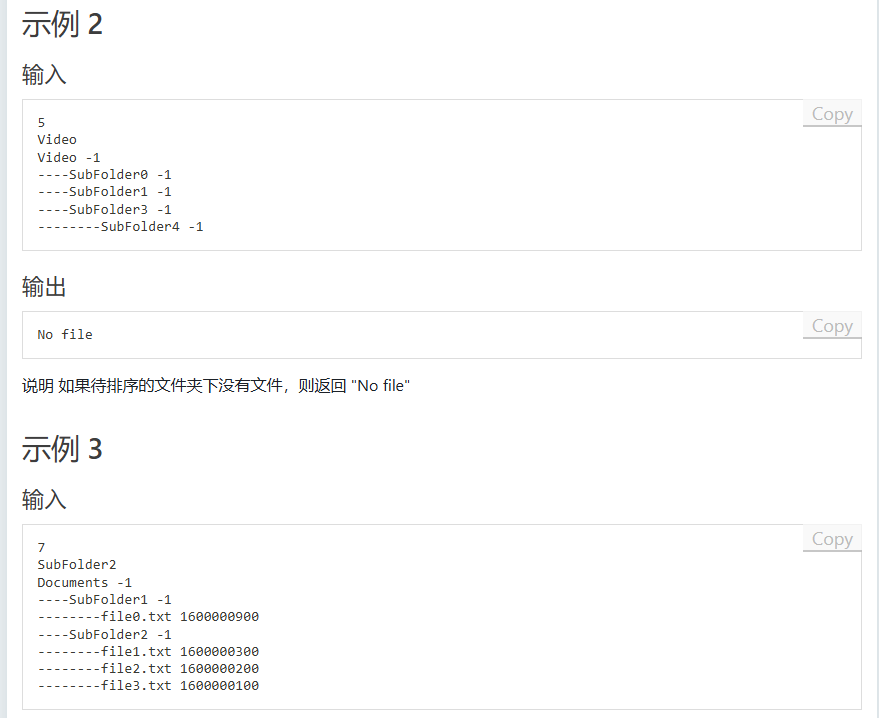 示例 2
输入
Copy
5
Video
Video -1
----SubFolder0 -1
----SubFolder1 -1
----SubFolder3 -1
--------SubFolder4 -1
输出
Copy
No file
说明 如果待排序的文件夹下没有文件，则返回 "No file"
示例 3
输入
Copy
7
SubFolder2
Documents -1
----SubFolder1 -1
--------file0.txt 1600000900
----SubFolder2 -1
--------file1.txt 1600000300
--------file2.txt 1600000200
--------file3.txt 1600000100